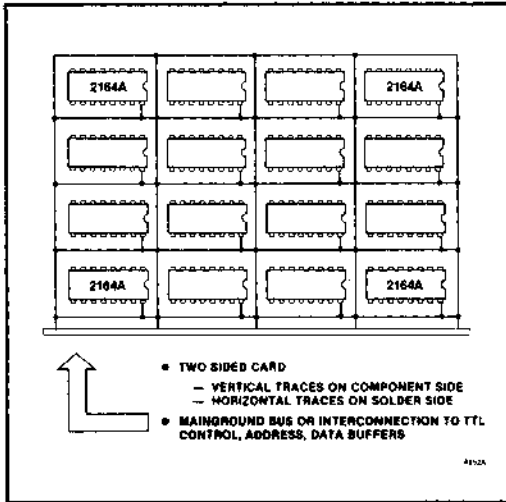 2164A 2164A
2164A 2164A
• TWO SIDED CARD
— VERTICAL TRACES ON COMPONENT SIDE
— HORIZONTAL TRACES ON SOLDER SIDE
• MAINGROUND BUS OR INTERCONNECTION TO TTL
CONTROL, ADDRESS, DATA BUFFERS